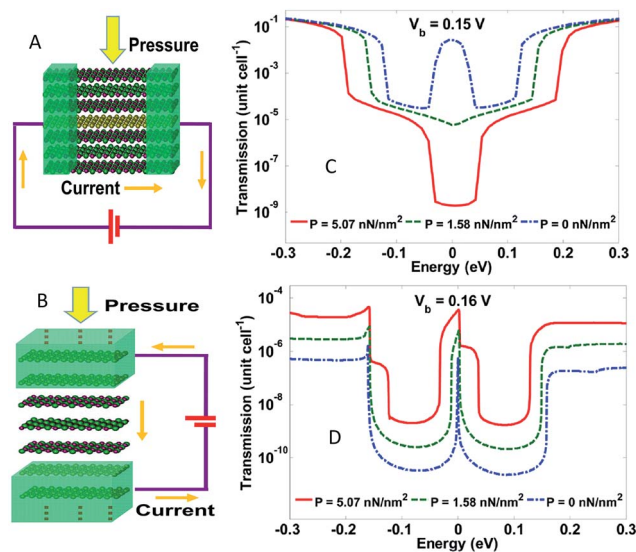 A
Pressure
Current
V_b = 0.15 V
Transmission (unit cell⁻¹)
10⁻¹
10⁻³
10⁻⁵
10⁻⁷
10⁻⁹
C
P = 5.07 nN/nm² P = 1.58 nN/nm² P = 0 nN/nm²
-0.3 -0.2 -0.1 0 0.1 0.2 0.3
Energy (eV)
B
Pressure
Current
V_b = 0.16 V
Transmission (unit cell⁻¹)
10⁻⁴
10⁻⁶
10⁻⁸
10⁻¹⁰
D
P = 5.07 nN/nm² P = 1.58 nN/nm² P = 0 nN/nm²
-0.3 -0.2 -0.1 0 0.1 0.2 0.3
Energy (eV)